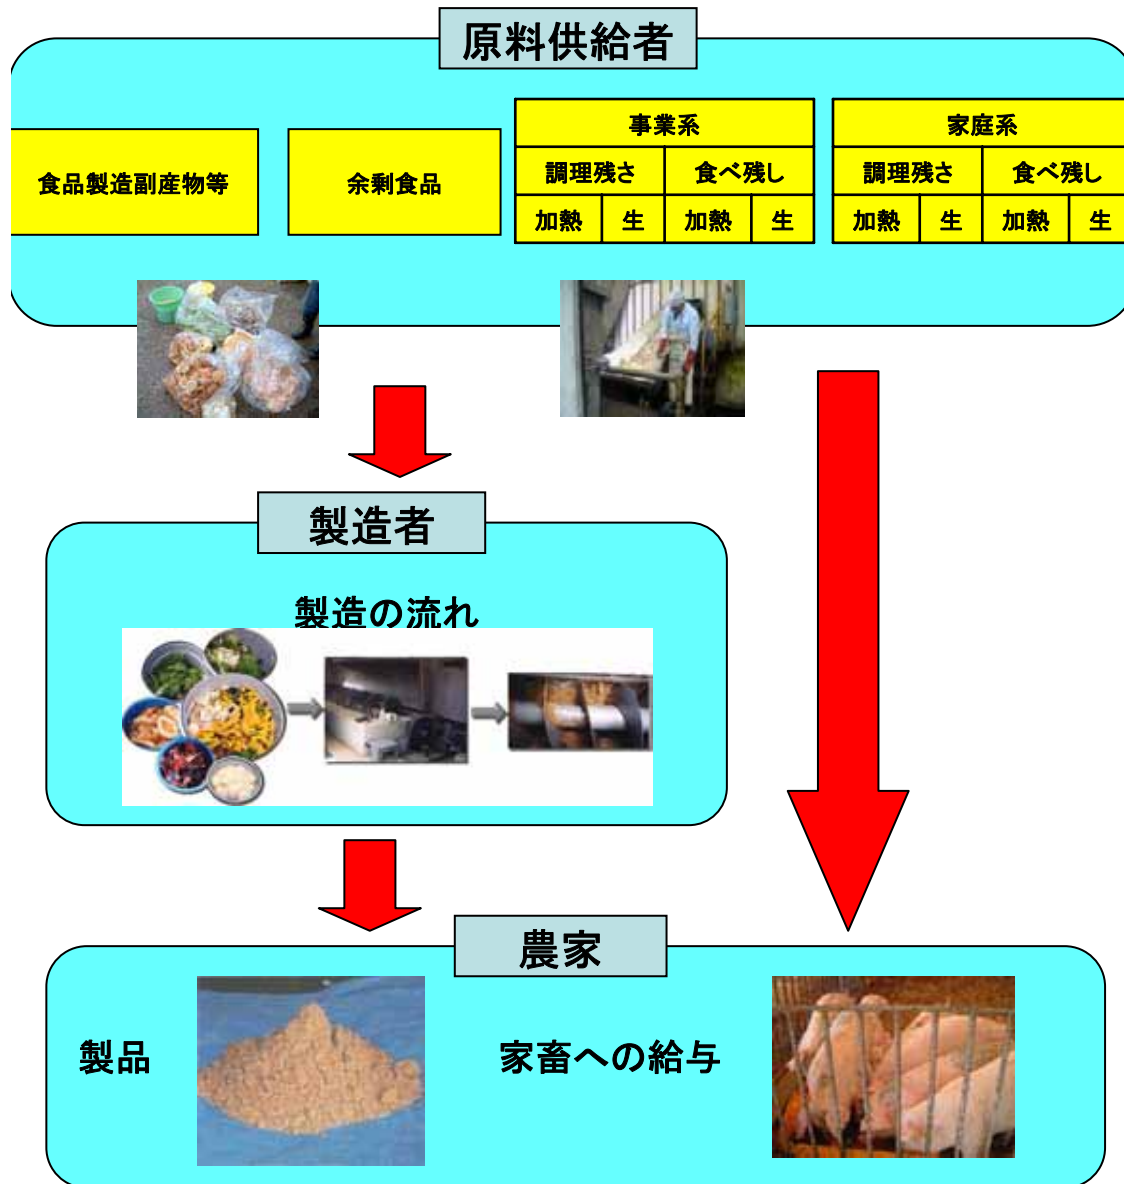 原料供給者
食品製造副産物等
余剰食品
事業系
調理残さ 食べ残し
加熱 生 加熱 生
家庭系
調理残さ 食べ残し
加熱 生 加熱 生
製造者
製造の流れ
農家
製品
家畜への給与